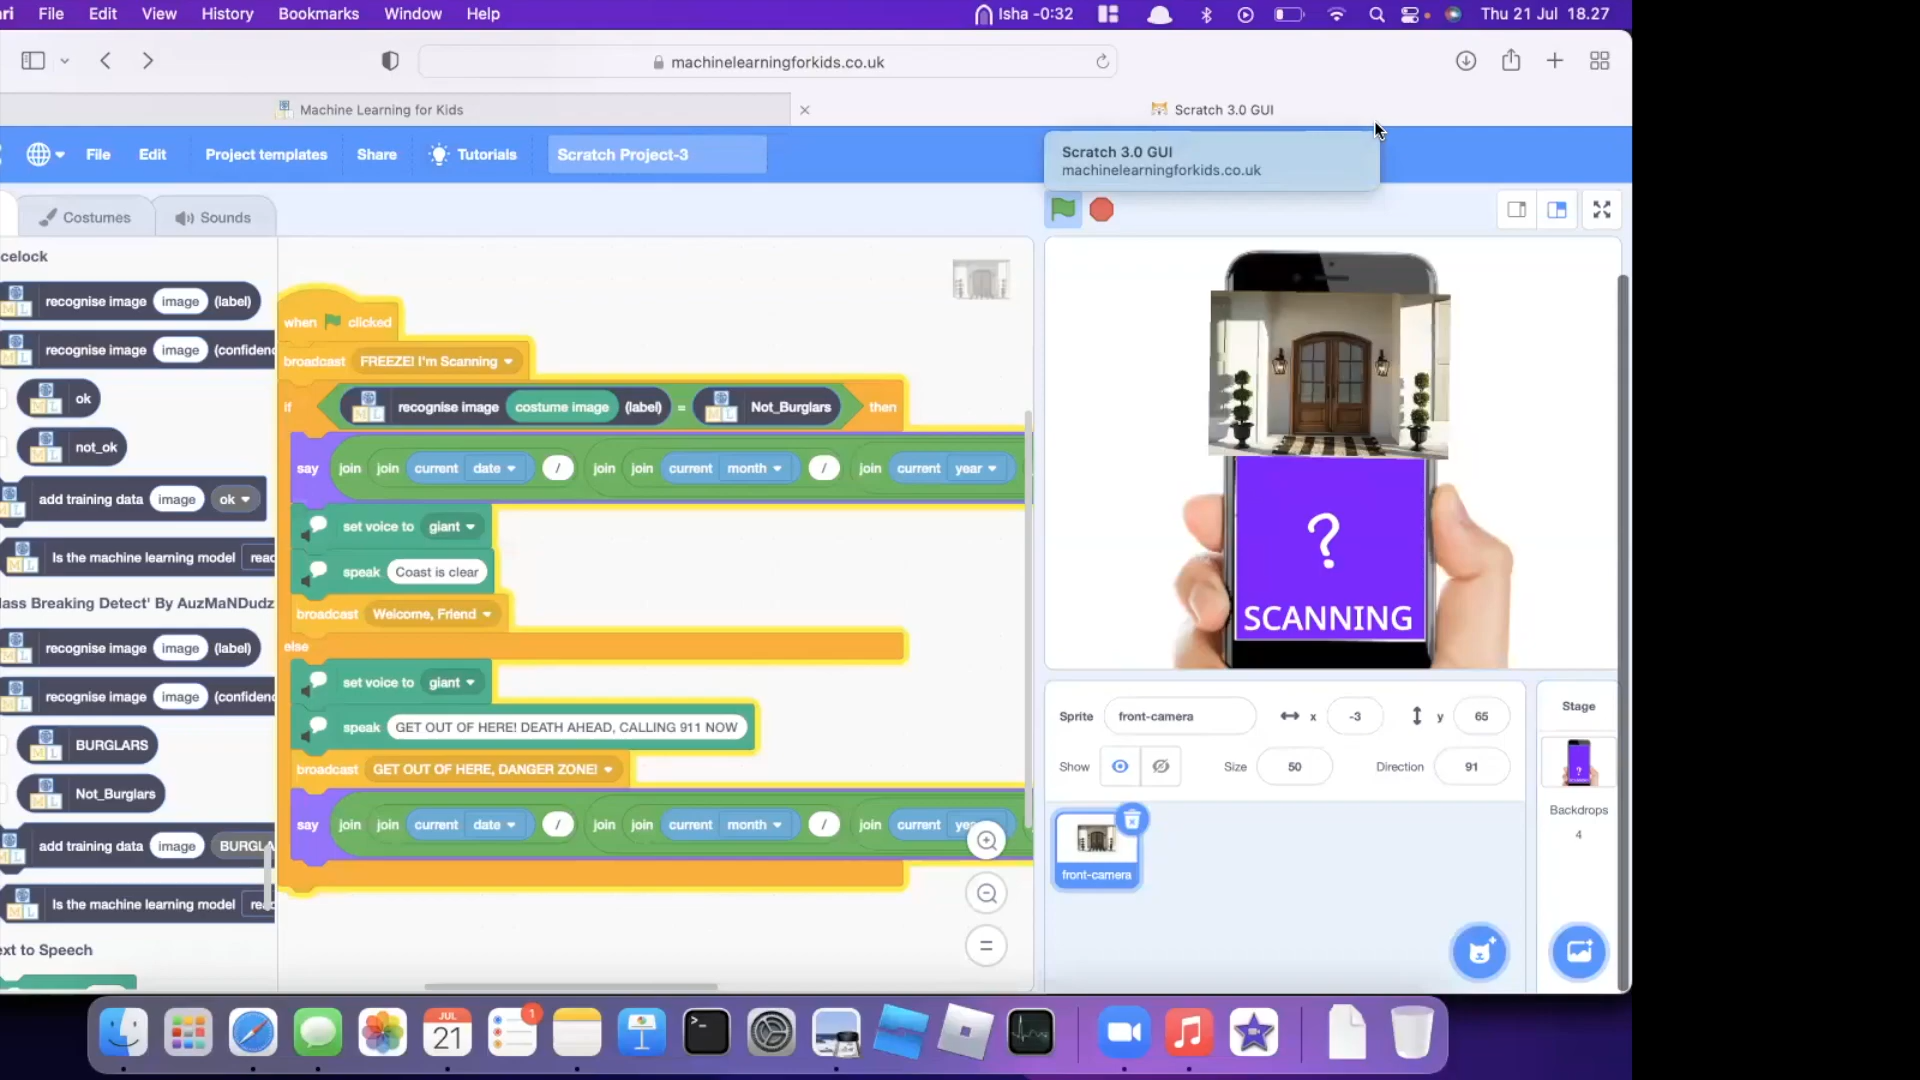 ri File Edit View History Bookmarks Window Help Isha -0:32 Thu 21 Jul 18.27
machinelearningforkids.co.uk
Machine Learning for Kids Scratch 3.0 GUI
File Edit Project templates Share Tutorials Scratch Project-3
Scratch 3.0 GUI
machinelearningforkids.co.uk
Costumes Sounds
celock
recognise image image (label)
recognise image image (confidenc
ok
not_ok
add training data image ok
Is the machine learning model read
lass Breaking Detect' By AuzMaNDudz
recognise image image (label)
recognise image image (confidenc
BURGLARS
Not_Burglars
add training data image BURGLA
Is the machine learning model rea
ext to Speech
when clicked
broadcast FREEZE! I'm Scanning
if recognise image costume image (label) = Not_Burglars then
say join join current date / join join current month / join current year
set voice to giant
speak Coast is clear
broadcast Welcome, Friend
else
set voice to giant
speak GET OUT OF HERE! DEATH AHEAD, CALLING 911 NOW
broadcast GET OUT OF HERE, DANGER ZONE!
say join join current date / join join current month / join current yea
?
SCANNING
Sprite front-camera x -3 y 65
Show Size 50 Direction 91
front-camera
Stage
Backdrops
4
JUL
21
1